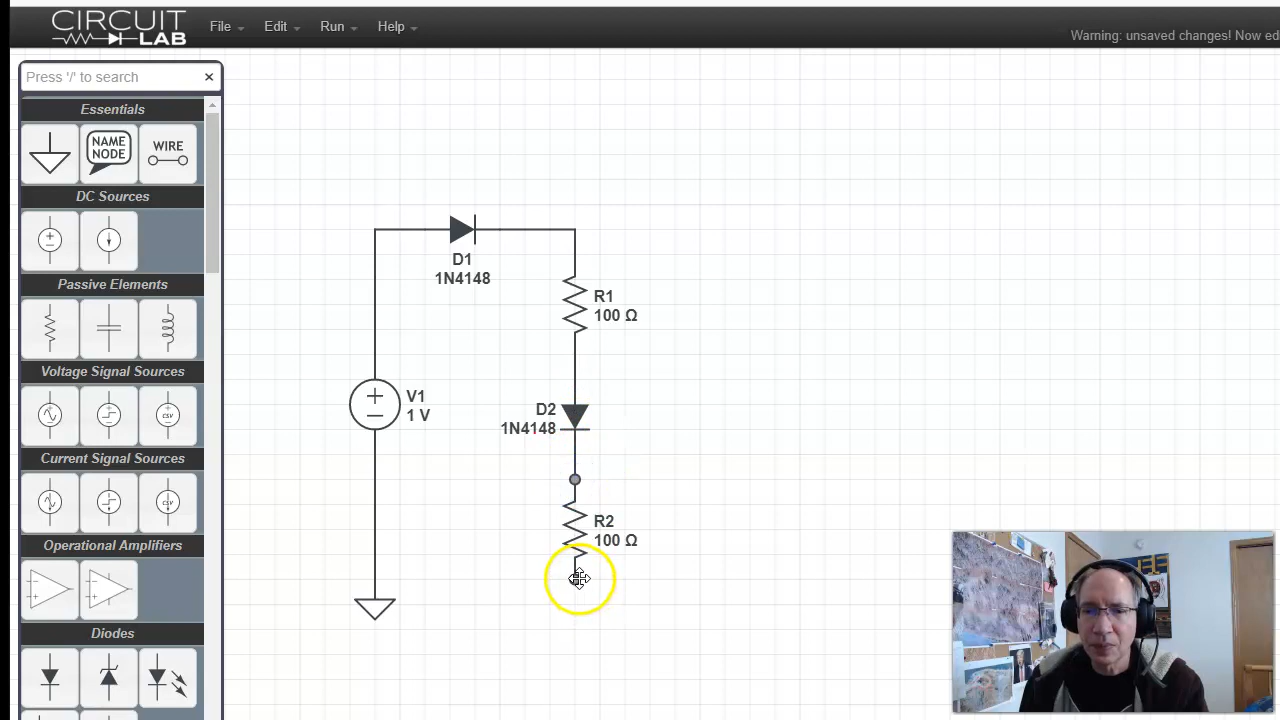 CIRCUIT
LAB
File
Edit
Run
Help
Warning: unsaved changes! Now ed
Press '/' to search
×
Essentials
NAME
NODE
WIRE
DC Sources
Passive Elements
Voltage Signal Sources
CSV
Current Signal Sources
CSV
Operational Amplifiers
Diodes
D1
1N4148
R1
100 Ω
V1
1 V
D2
1N4148
R2
100 Ω